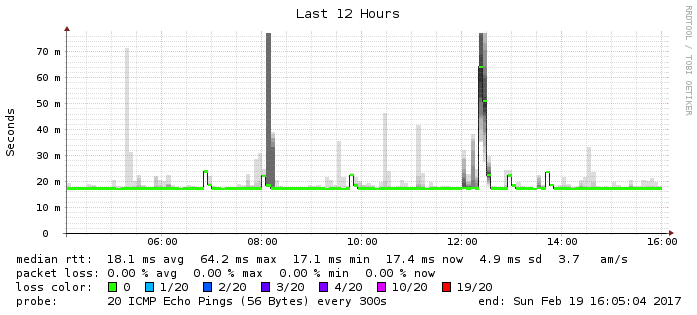 Last 12 Hours
RRDTOOL / TOBI OETIKER
Seconds
70 m
60 m
50 m
40 m
30 m
20 m
10 m
0
06:00 08:00 10:00 12:00 14:00 16:00
median rtt: 18.1 ms avg 64.2 ms max 17.1 ms min 17.4 ms now 4.9 ms sd 3.7 am/s
packet loss: 0.00 % avg 0.00 % max 0.00 % min 0.00 % now
loss color: 0 1/20 2/20 3/20 4/20 10/20 19/20
probe: 20 ICMP Echo Pings (56 Bytes) every 300s end: Sun Feb 19 16:05:04 2017